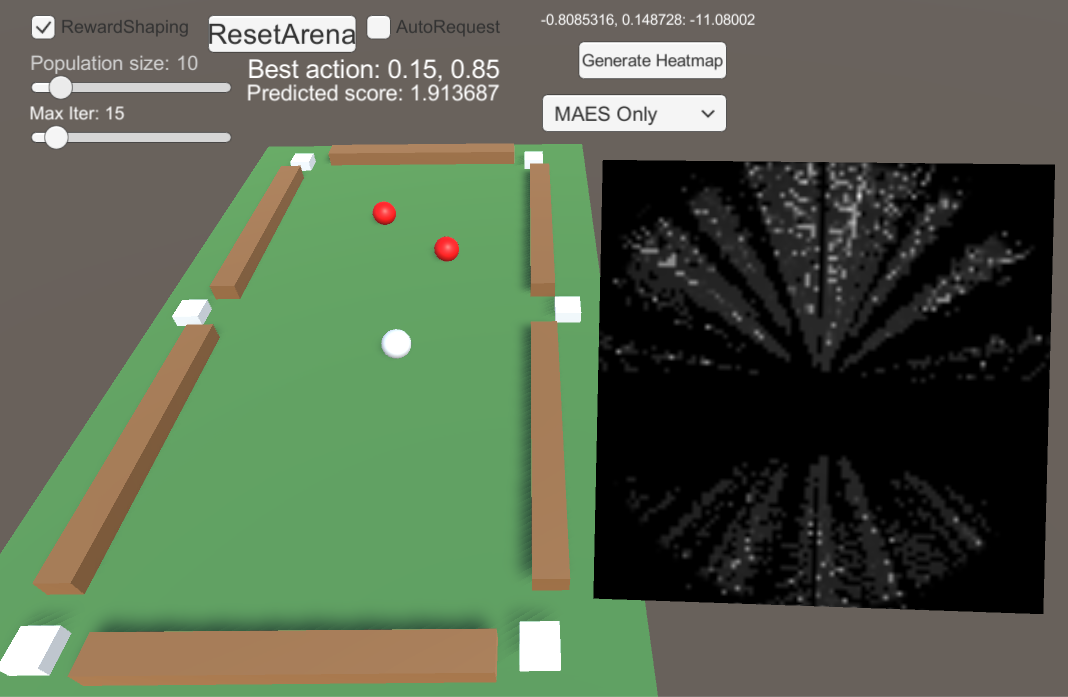 RewardShaping
ResetArena
AutoRequest
-0.8085316, 0.148728: -11.08002
Population size: 10
Best action: 0.15, 0.85
Generate Heatmap
Predicted score: 1.913687
Max Iter: 15
MAES Only